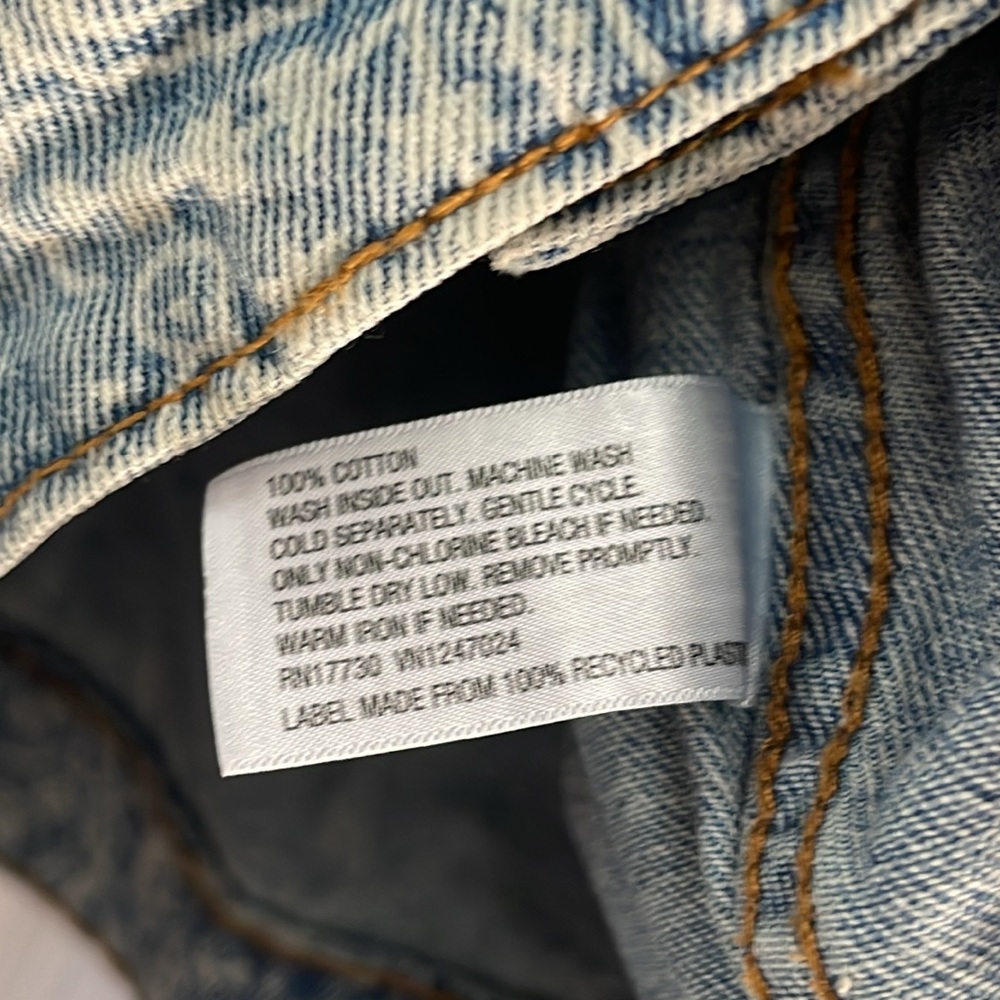 100% COTTON
WASH INSIDE OUT. MACHINE WASH
COLD SEPARATELY. GENTLE CYCLE.
ONLY NON-CHLORINE BLEACH IF NEEDED.
TUMBLE DRY LOW. REMOVE PROMPTLY.
WARM IRON IF NEEDED.
RN17730 VN1247024
LABEL MADE FROM 100% RECYCLED PLASTI